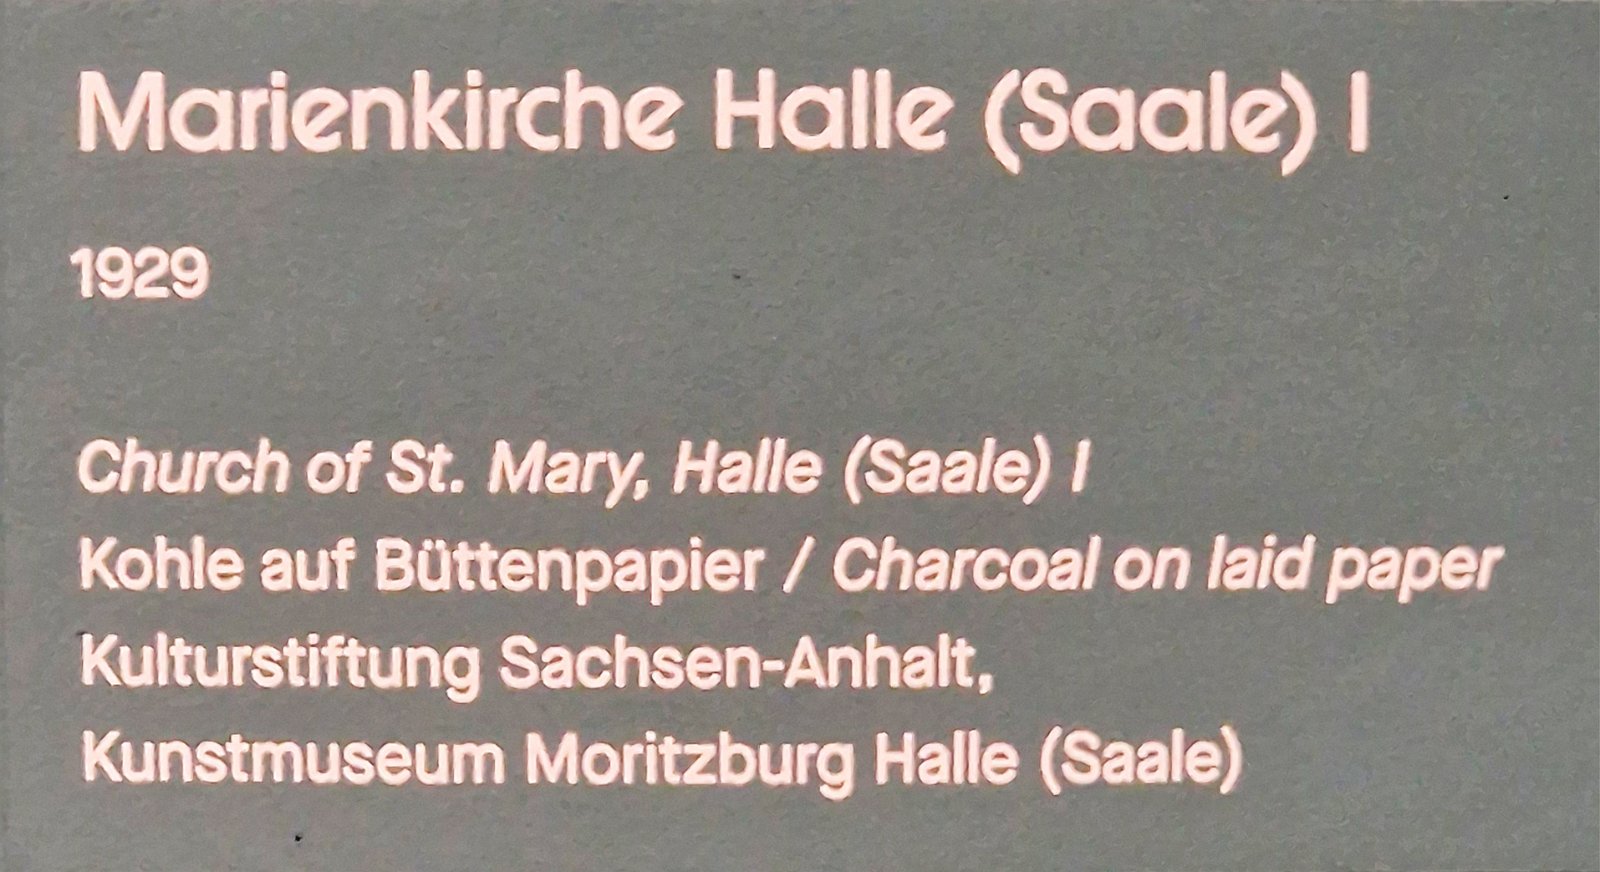 Marienkirche Halle (Saale) I
1929
Church of St. Mary, Halle (Saale) I
Kohle auf Büttenpapier / Charcoal on laid paper
Kulturstiftung Sachsen-Anhalt,
Kunstmuseum Moritzburg Halle (Saale)